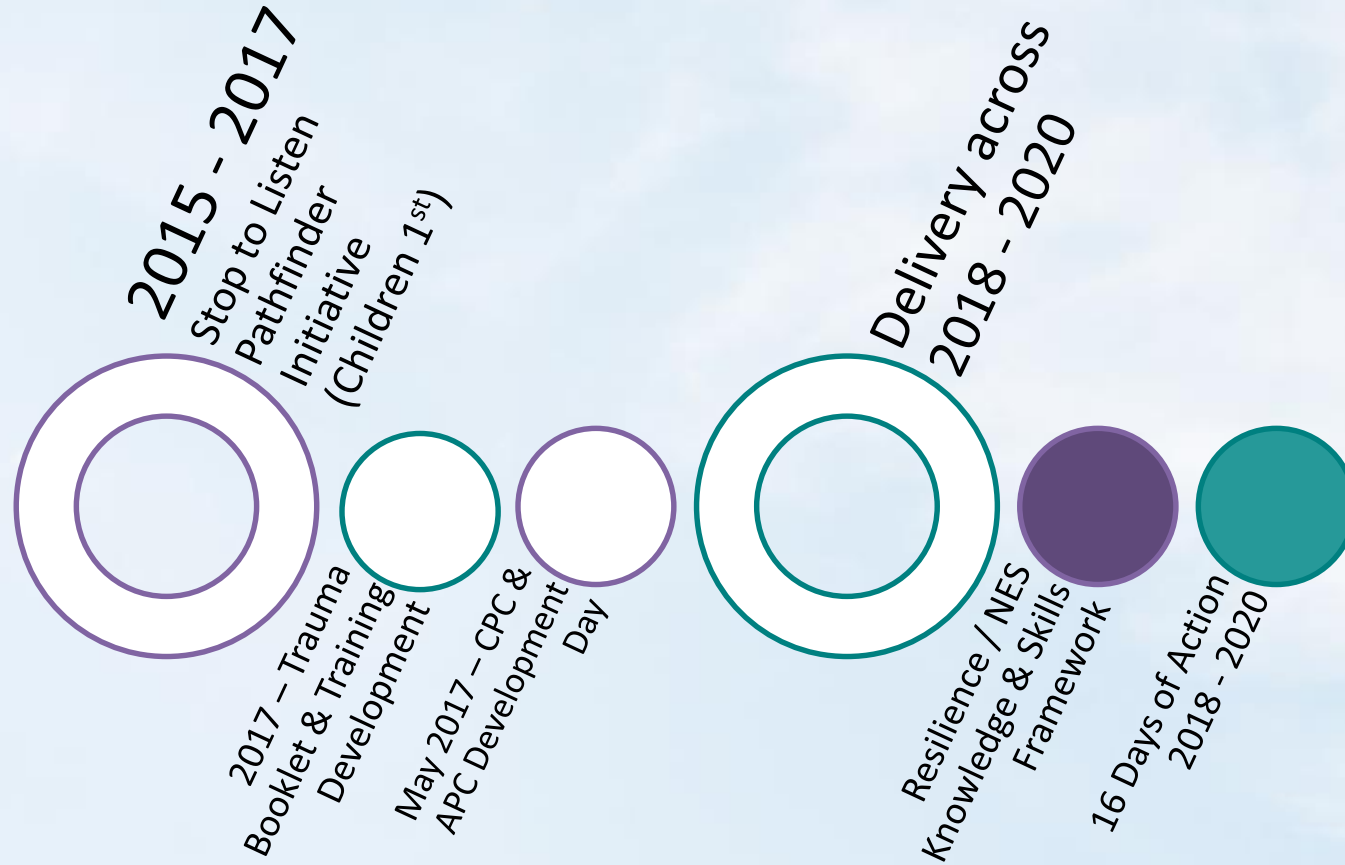 2015 - 2017
Stop to Listen
Pathfinder
Initiative
(Children 1st)
2017 – Trauma
Booklet & Training
Development
May 2017 – CPC &
APC Development
Day
Delivery across
2018 - 2020
Resilience / NES
Knowledge & Skills
Framework
16 Days of Action
2018 - 2020